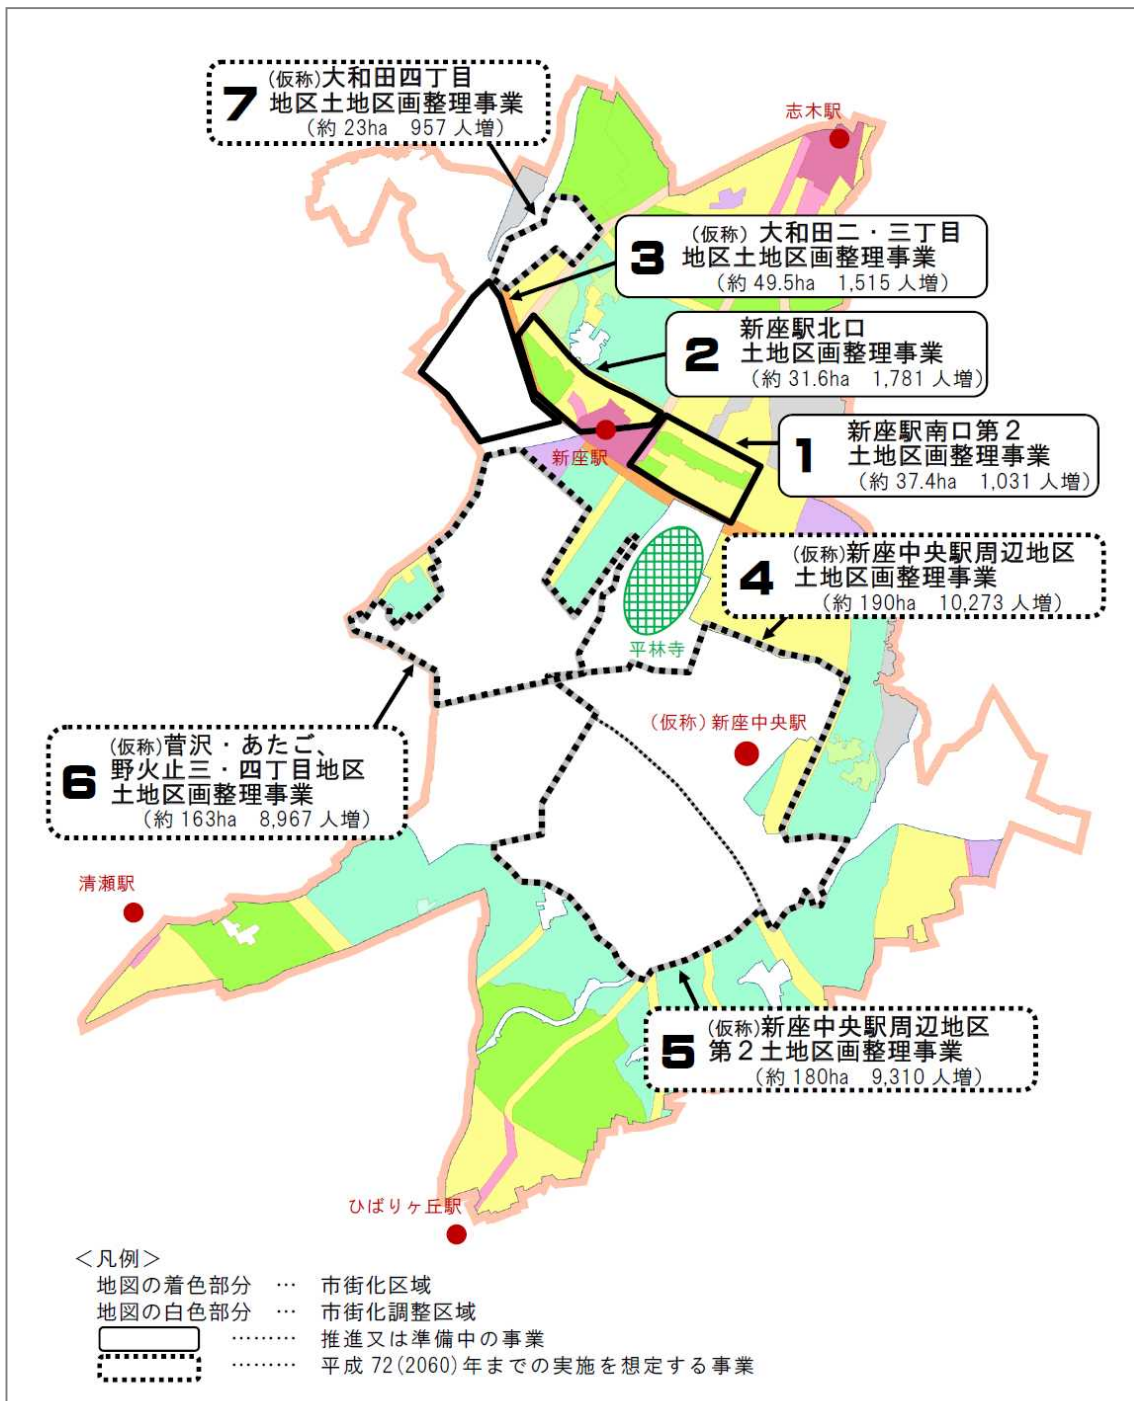 7
(仮称)大和田四丁目
地区土地区画整理事業
(約 23ha 957 人増)
志木駅
3
(仮称) 大和田二・三丁目
地区土地区画整理事業
(約 49.5ha 1,515 人増)
2
新座駅北口
土地区画整理事業
(約 31.6ha 1,781 人増)
1
新座駅南口第2
土地区画整理事業
(約 37.4ha 1,031 人増)
新座駅
4
(仮称)新座中央駅周辺地区
土地区画整理事業
(約 190ha 10,273 人増)
平林寺
(仮称)新座中央駅
6
(仮称)菅沢・あたご、
野火止三・四丁目地区
土地区画整理事業
(約 163ha 8,967 人増)
清瀬駅
5
(仮称)新座中央駅周辺地区
第2土地区画整理事業
(約 180ha 9,310 人増)
ひばりヶ丘駅
＜凡例＞
地図の着色部分 … 市街化区域
地図の白色部分 … 市街化調整区域
……… 推進又は準備中の事業
……… 平成 72(2060)年までの実施を想定する事業